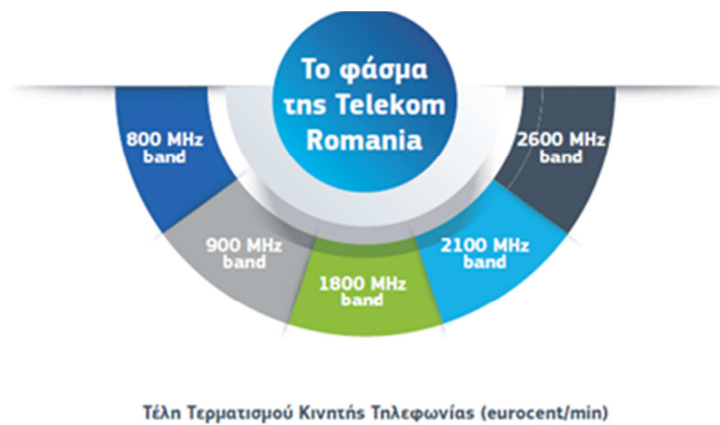 Το φάσμα
της Telekom
Romania
800 MHz
band
900 MHz
band
1800 MHz
band
2100 MHz
band
2600 MHz
band
Τέλη Τερματισμού Κινητής Τηλεφωνίας (eurocent/min)